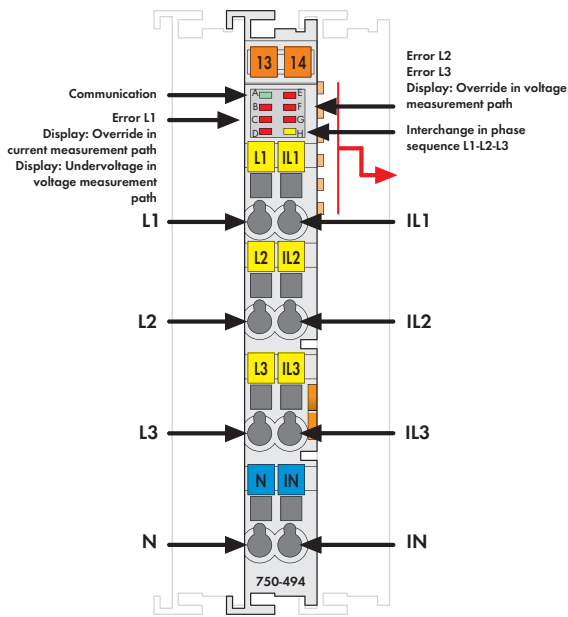 13 14
Communication
Error L1
Display: Override in
current measurement path
Display: Undervoltage in
voltage measurement
path
A E
B F
C G
D H
Error L2
Error L3
Display: Override in voltage
measurement path
Interchange in phase
sequence L1-L2-L3
L1 IL1
L1 IL1
L2 IL2
L2 IL2
L3 IL3
L3 IL3
N IN
N IN
750-494